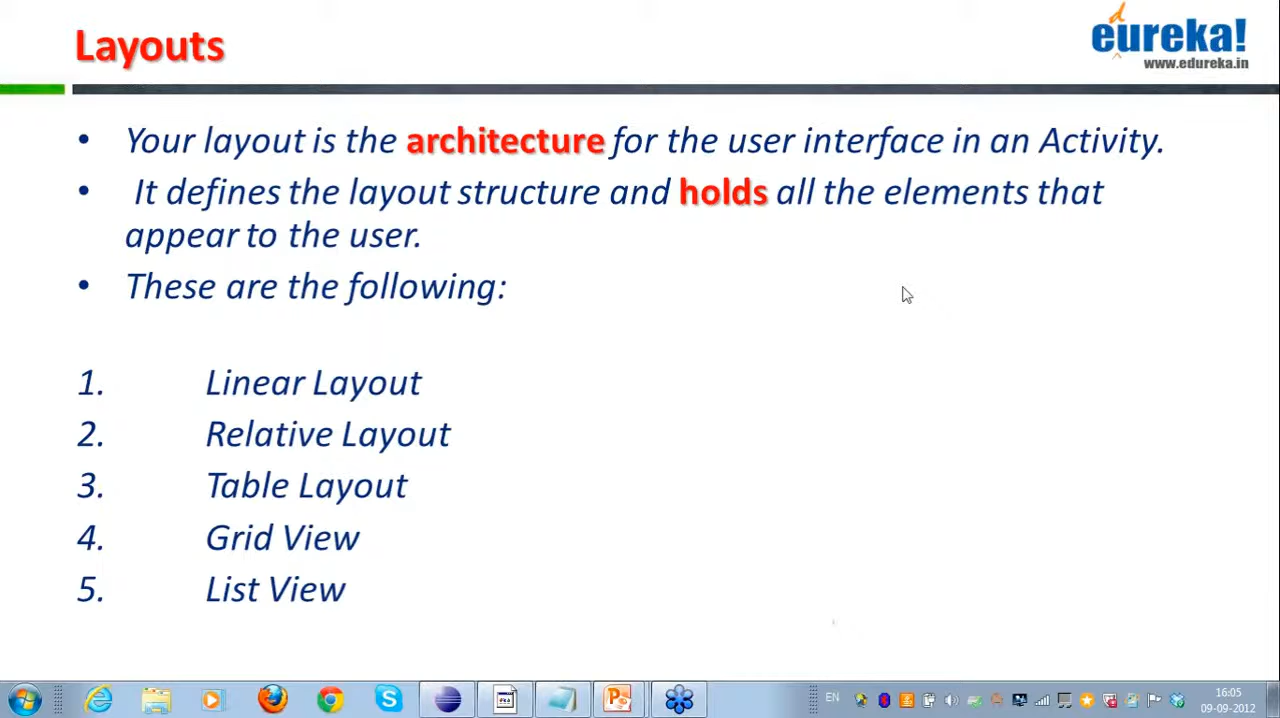 Layouts
eureka!
www.edureka.in
• Your layout is the architecture for the user interface in an Activity.
• It defines the layout structure and holds all the elements that
appear to the user.
• These are the following:
1. Linear Layout
2. Relative Layout
3. Table Layout
4. Grid View
5. List View
EN
16:05
09-09-2012